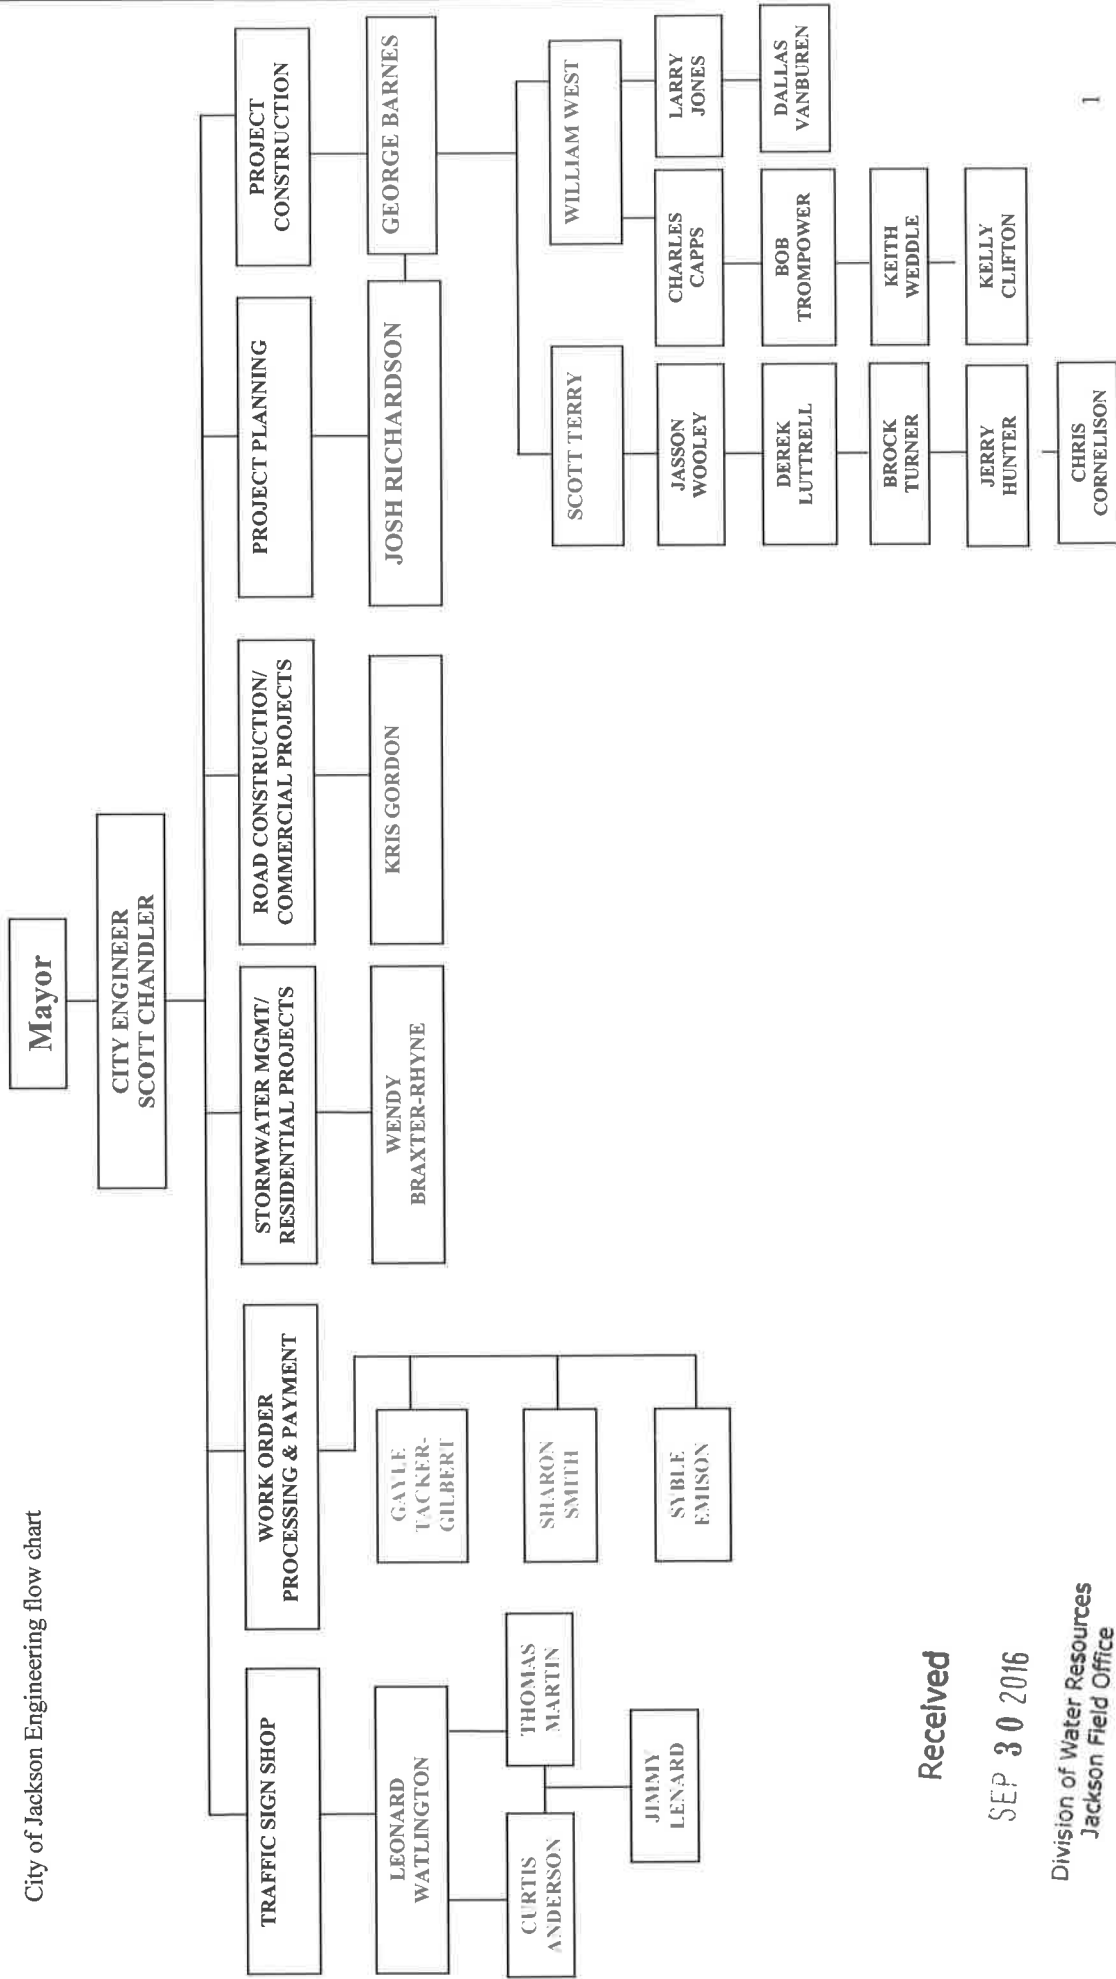 City of Jackson Engineering flow chart
Mayor
CITY ENGINEER
SCOTT CHANDLER
TRAFFIC SIGN SHOP
WORK ORDER
PROCESSING & PAYMENT
STORMWATER MGMT/
RESIDENTIAL PROJECTS
ROAD CONSTRUCTION/
COMMERCIAL PROJECTS
PROJECT PLANNING
PROJECT
CONSTRUCTION
LEONARD
WATLINGTON
GAYLE
TACKER-
GILBERT
WENDY
BRAXTER-RHYNE
KRIS GORDON
JOSH RICHARDSON
GEORGE BARNES
CURTIS
ANDERSON
THOMAS
MARTIN
SHARON
SMITH
SCOTT TERRY
WILLIAM WEST
JIMMY
LENARD
SYBLE
EMISON
JASSON
WOOLEY
CHARLES
CAPPS
LARRY
JONES
DEREK
LUTTRELL
BOB
TROMPOWER
DALLAS
VANBUREN
BROCK
TURNER
KEITH
WEDDLE
JERRY
HUNTER
KELLY
CLIFTON
CHRIS
CORNELISON
Received
SEP 30 2016
Division of Water Resources
Jackson Field Office
1